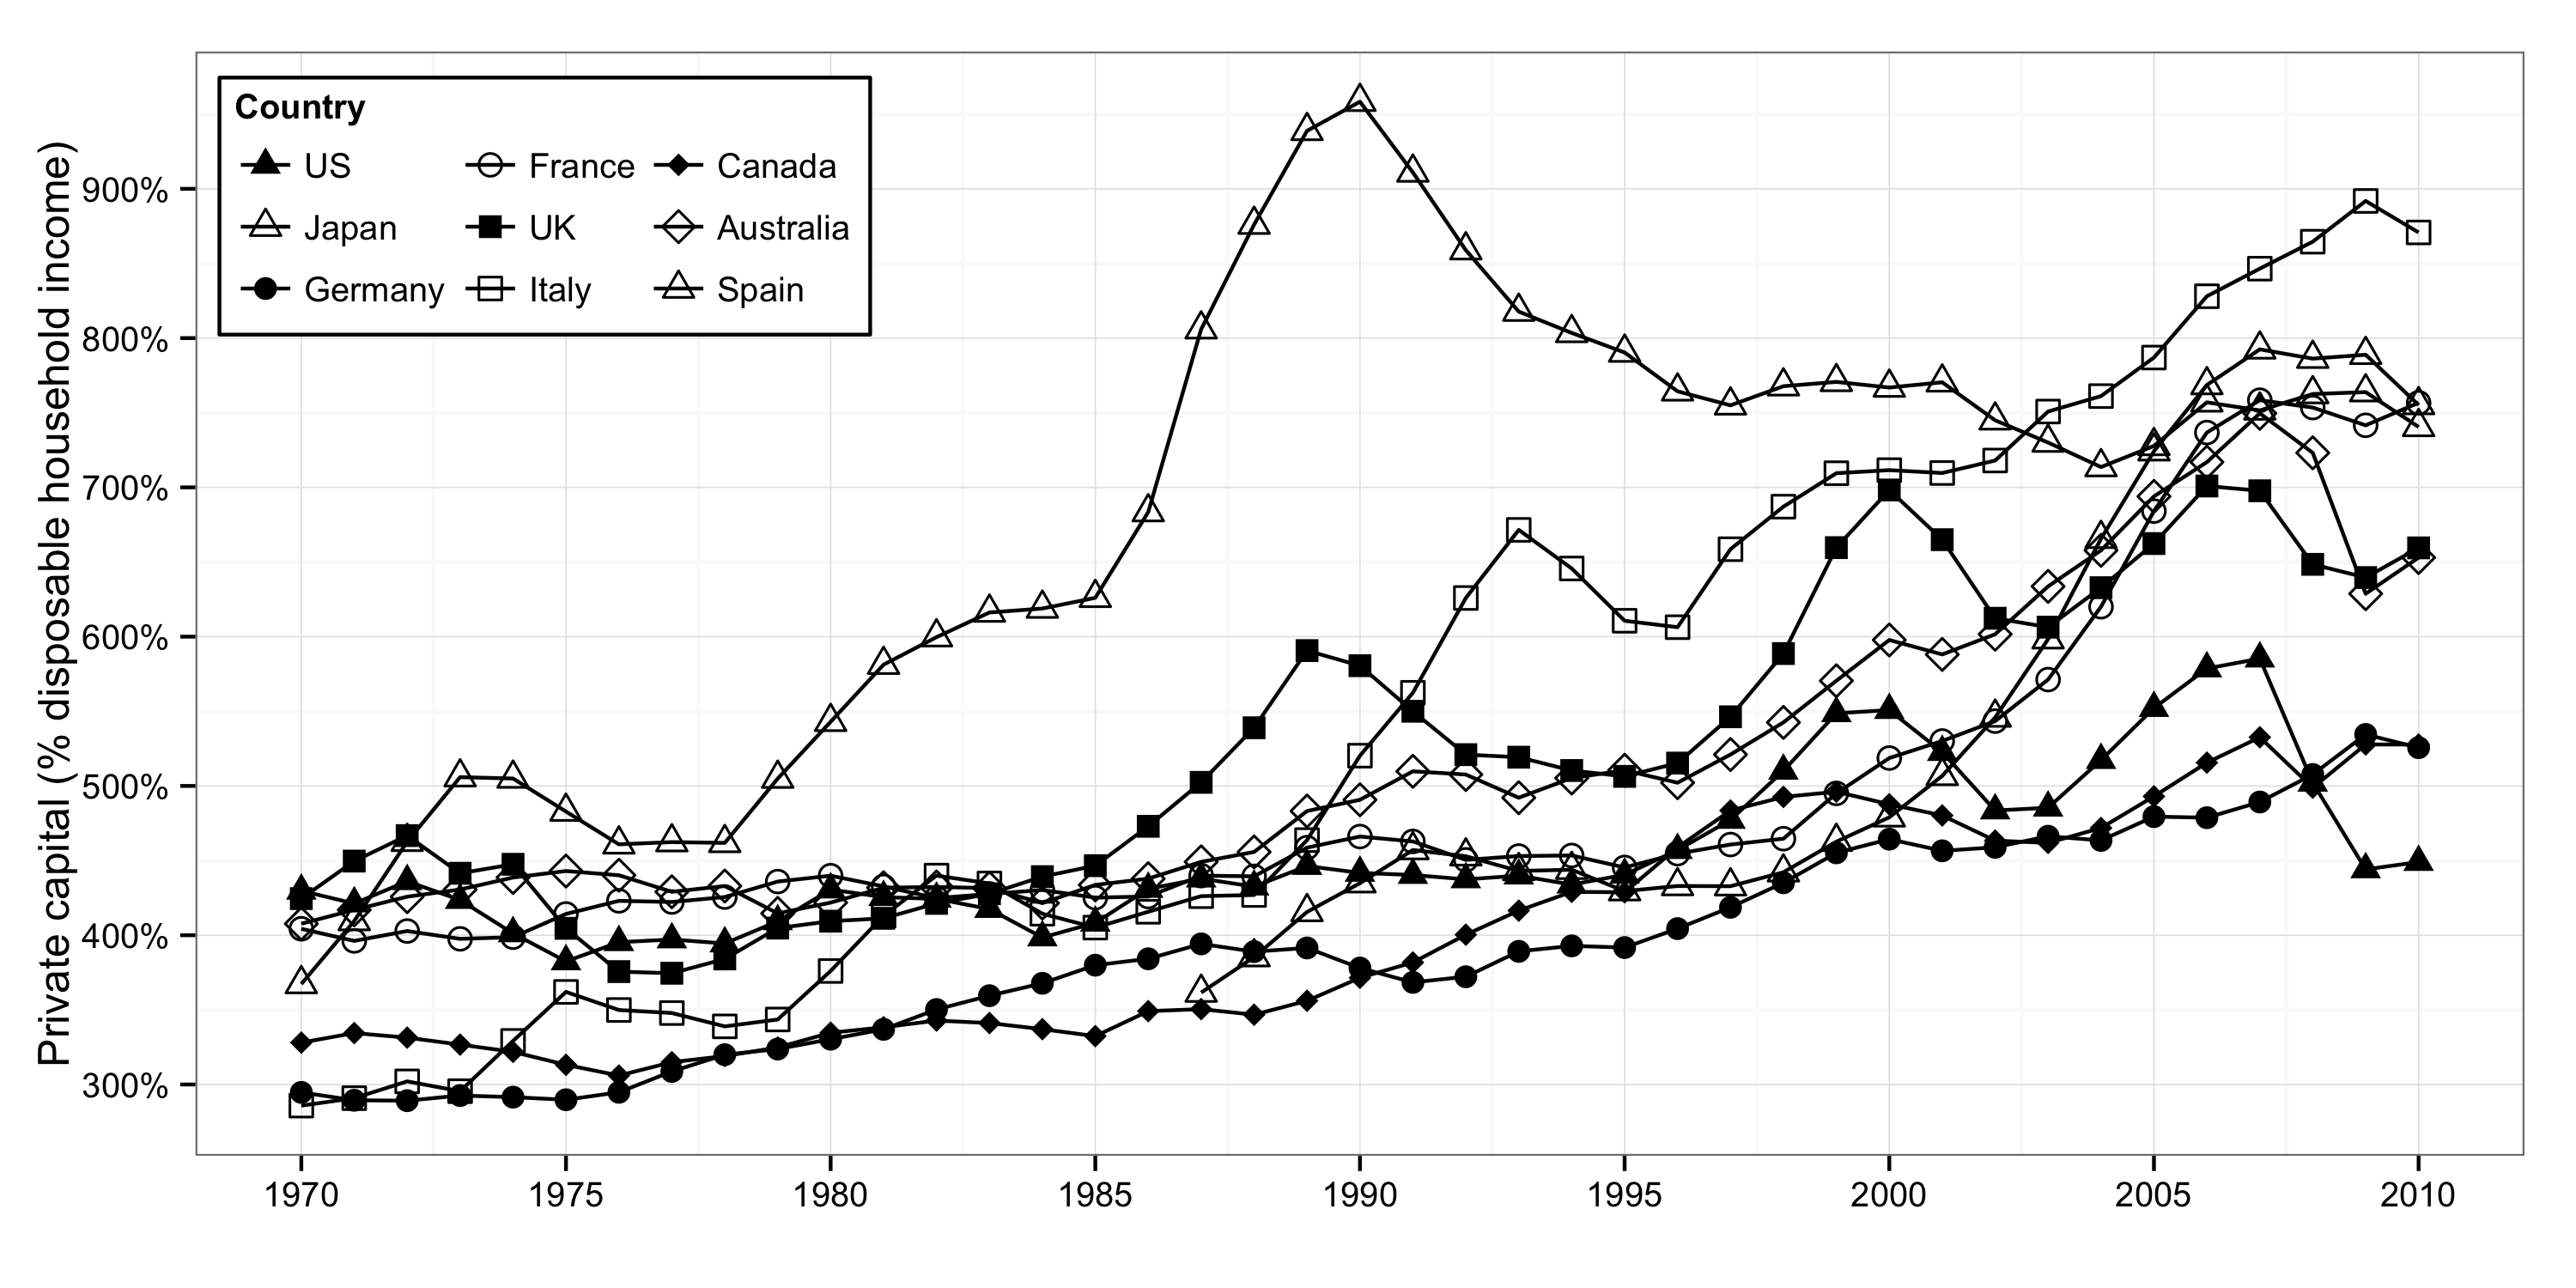 Country
US France Canada
Japan UK Australia
Germany Italy Spain
Private capital (% disposable household income)
900%
800%
700%
600%
500%
400%
300%
1970 1975 1980 1985 1990 1995 2000 2005 2010